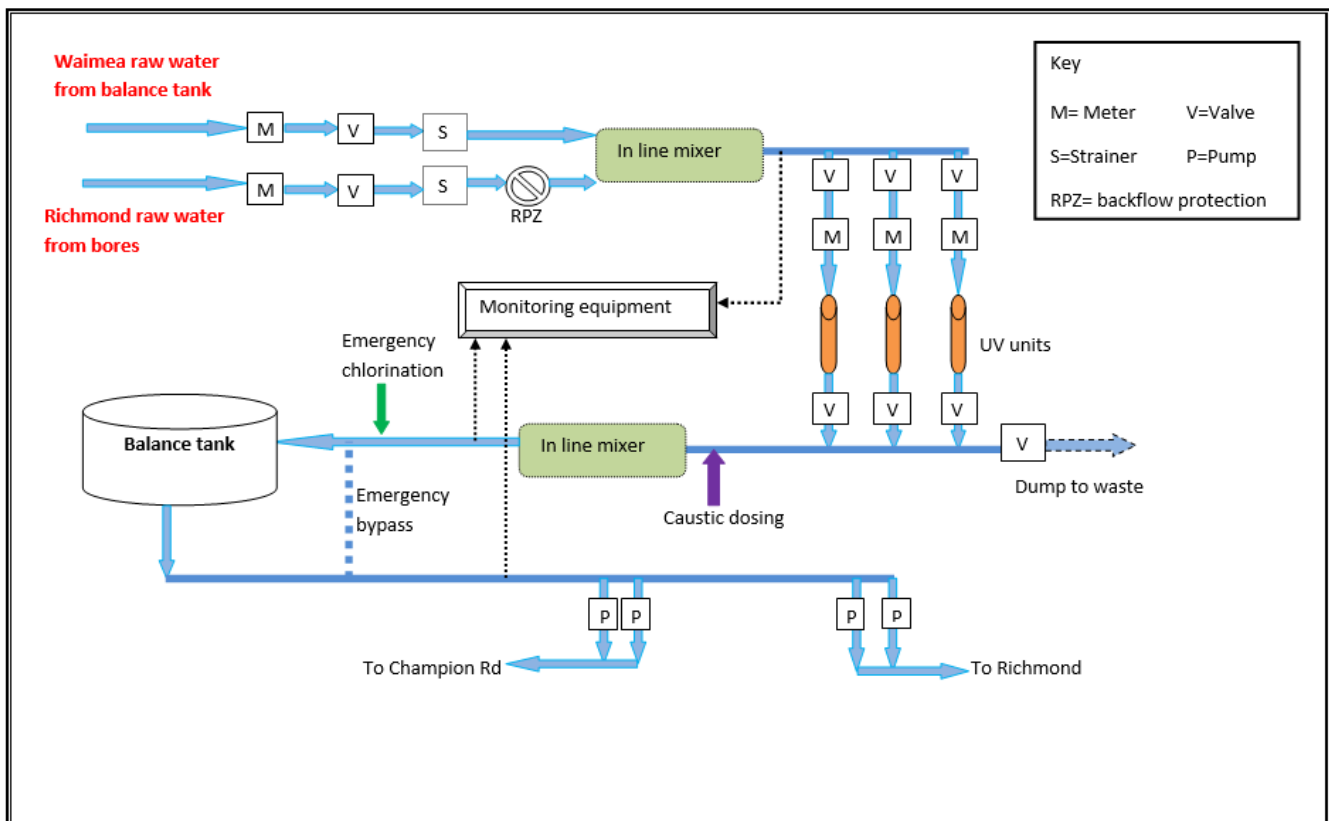 Waimea raw water
from balance tank
M
V
S
In line mixer
M
V
S
RPZ
Richmond raw water
from bores
Key
M= Meter V=Valve
S=Strainer P=Pump
RPZ= backflow protection
V
V
V
M
M
M
UV units
V
V
V
Monitoring equipment
Emergency
chlorination
Balance tank
In line mixer
V
Dump to waste
Caustic dosing
Emergency
bypass
P
P
P
P
To Champion Rd
To Richmond